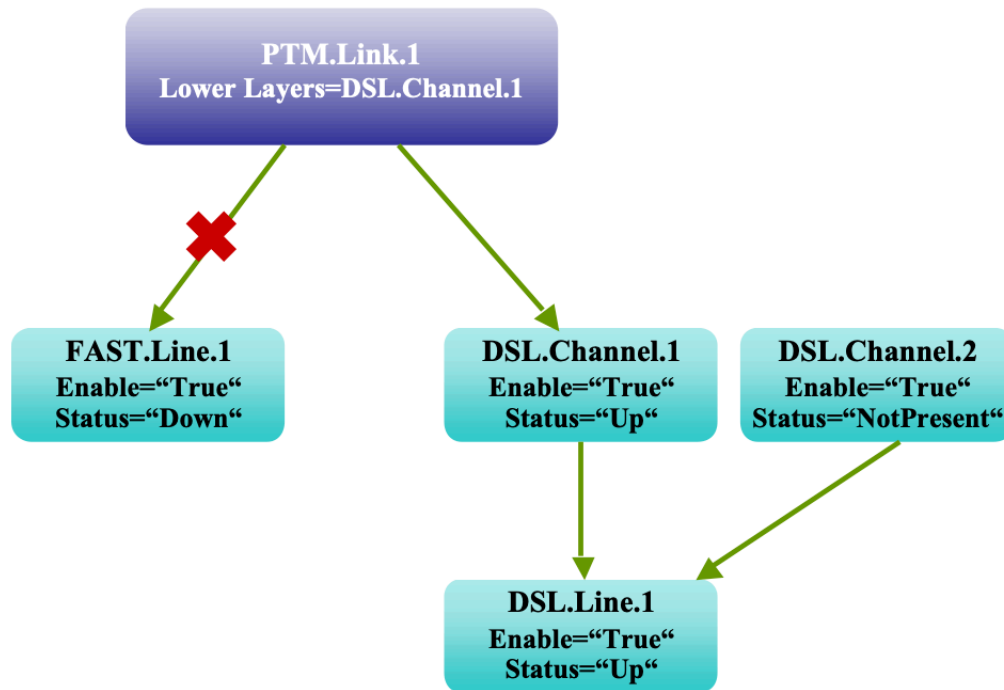 PTM.Link.1
Lower Layers=DSL.Channel.1
FAST.Line.1
Enable=“True“
Status=“Down“
DSL.Channel.1
Enable=“True“
Status=“Up“
DSL.Channel.2
Enable=“True“
Status=“NotPresent“
DSL.Line.1
Enable=“True“
Status=“Up“